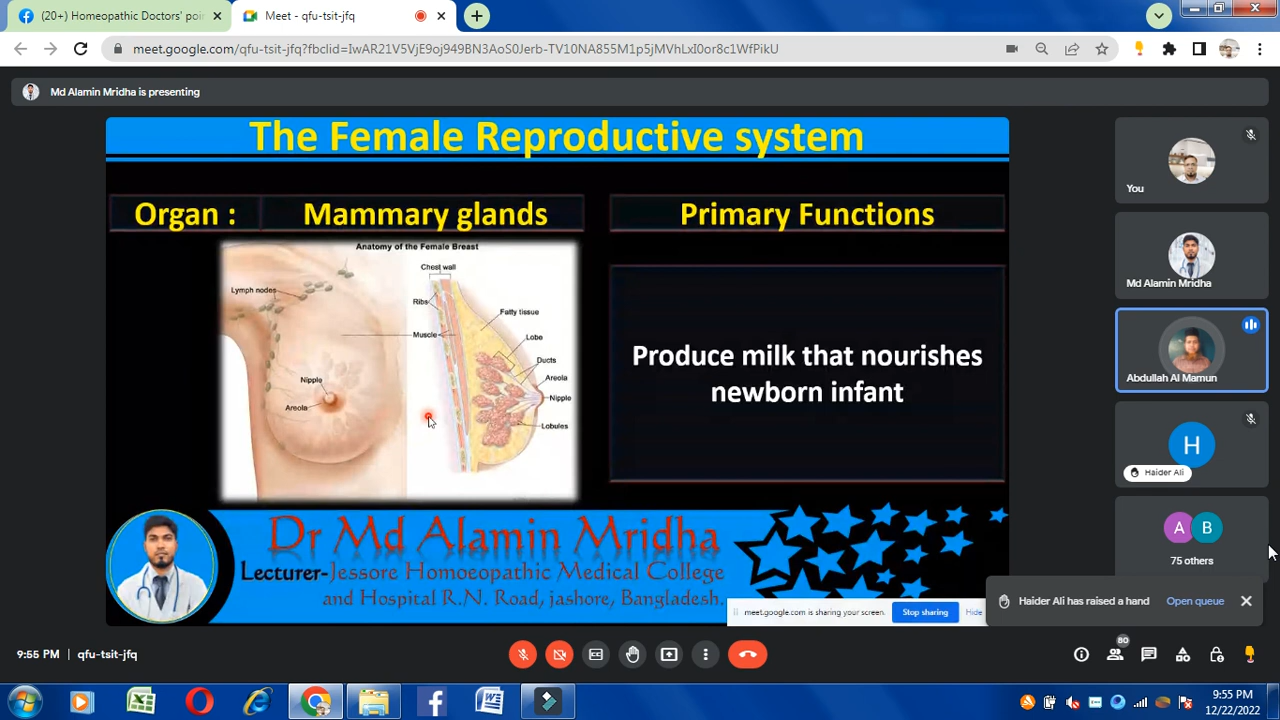 (20+) Homeopathic Doctors' poi
Meet - qfu-tsit-jfq
meet.google.com/qfu-tsit-jfq?fbclid=IwAR21V5VjE9oj949BN3AoS0Jerb-TV10NA855M1p5jMVhLxI0or8c1WfPikU
Md Alamin Mridha is presenting
The Female Reproductive system
Organ :
Mammary glands
Primary Functions
Anatomy of the Female Breast
Chest wall
Lymph nodes
Ribs
Fatty tissue
Muscle
Lobe
Ducts
Nipple
Areola
Areola
Nipple
Lobules
Produce milk that nourishes
newborn infant
Dr Md Alamin Mridha
Lecturer-Jessore Homoeopathic Medical College
and Hospital R.N. Road, jashore, Bangladesh.
meet.google.com is sharing your screen.
Stop sharing
Hide
You
Md Alamin Mridha
Abdullah Al Mamun
H
Haider Ali
A
B
75 others
Haider Ali has raised a hand
Open queue
9:55 PM | qfu-tsit-jfq
80
9:55 PM
12/22/2022